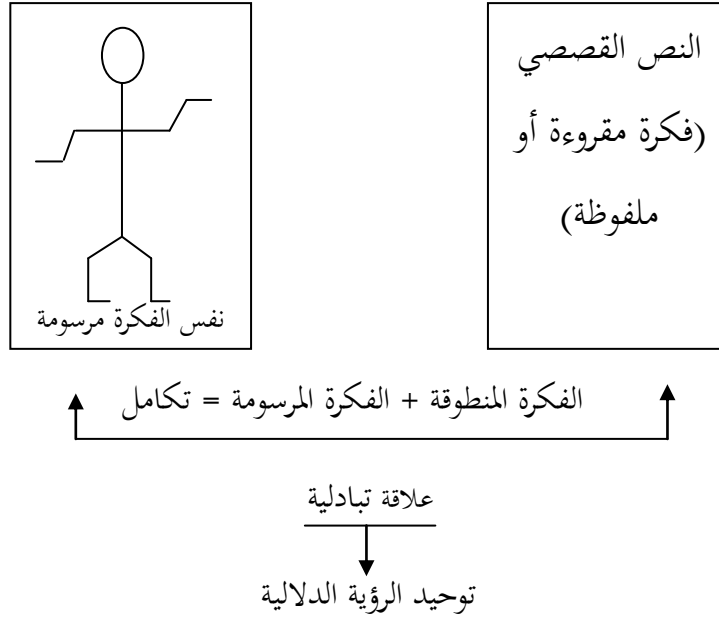 النص القصصي
(فكرة مقروءة أو
ملفوظة)
نفس الفكرة مرسومة
الفكرة المنطوقة + الفكرة المرسومة = تكامل
علاقة تبادلية
توحيد الرؤية الدلالية